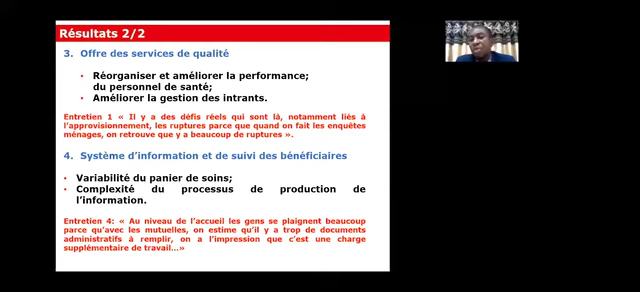 Résultats 2/2
3. Offre des services de qualité
• Réorganiser et améliorer la performance;
du personnel de santé;
• Améliorer la gestion des intrants.
Entretien 1 « Il y a des défis réels qui sont là, notamment liés à
l’approvisionnement, les ruptures parce que quand on fait les enquêtes
ménages, on retrouve que y a beaucoup de ruptures ».
4. Système d’information et de suivi des bénéficiaires
• Variabilité du panier de soins;
• Complexité du processus de production de
l’information.
Entretien 4: « Au niveau de l’accueil les gens se plaignent beaucoup
parce qu’avec les mutuelles, on estime qu’il y a trop de documents
administratifs à remplir, on a l’impression que c’est une charge
supplémentaire de travail...»